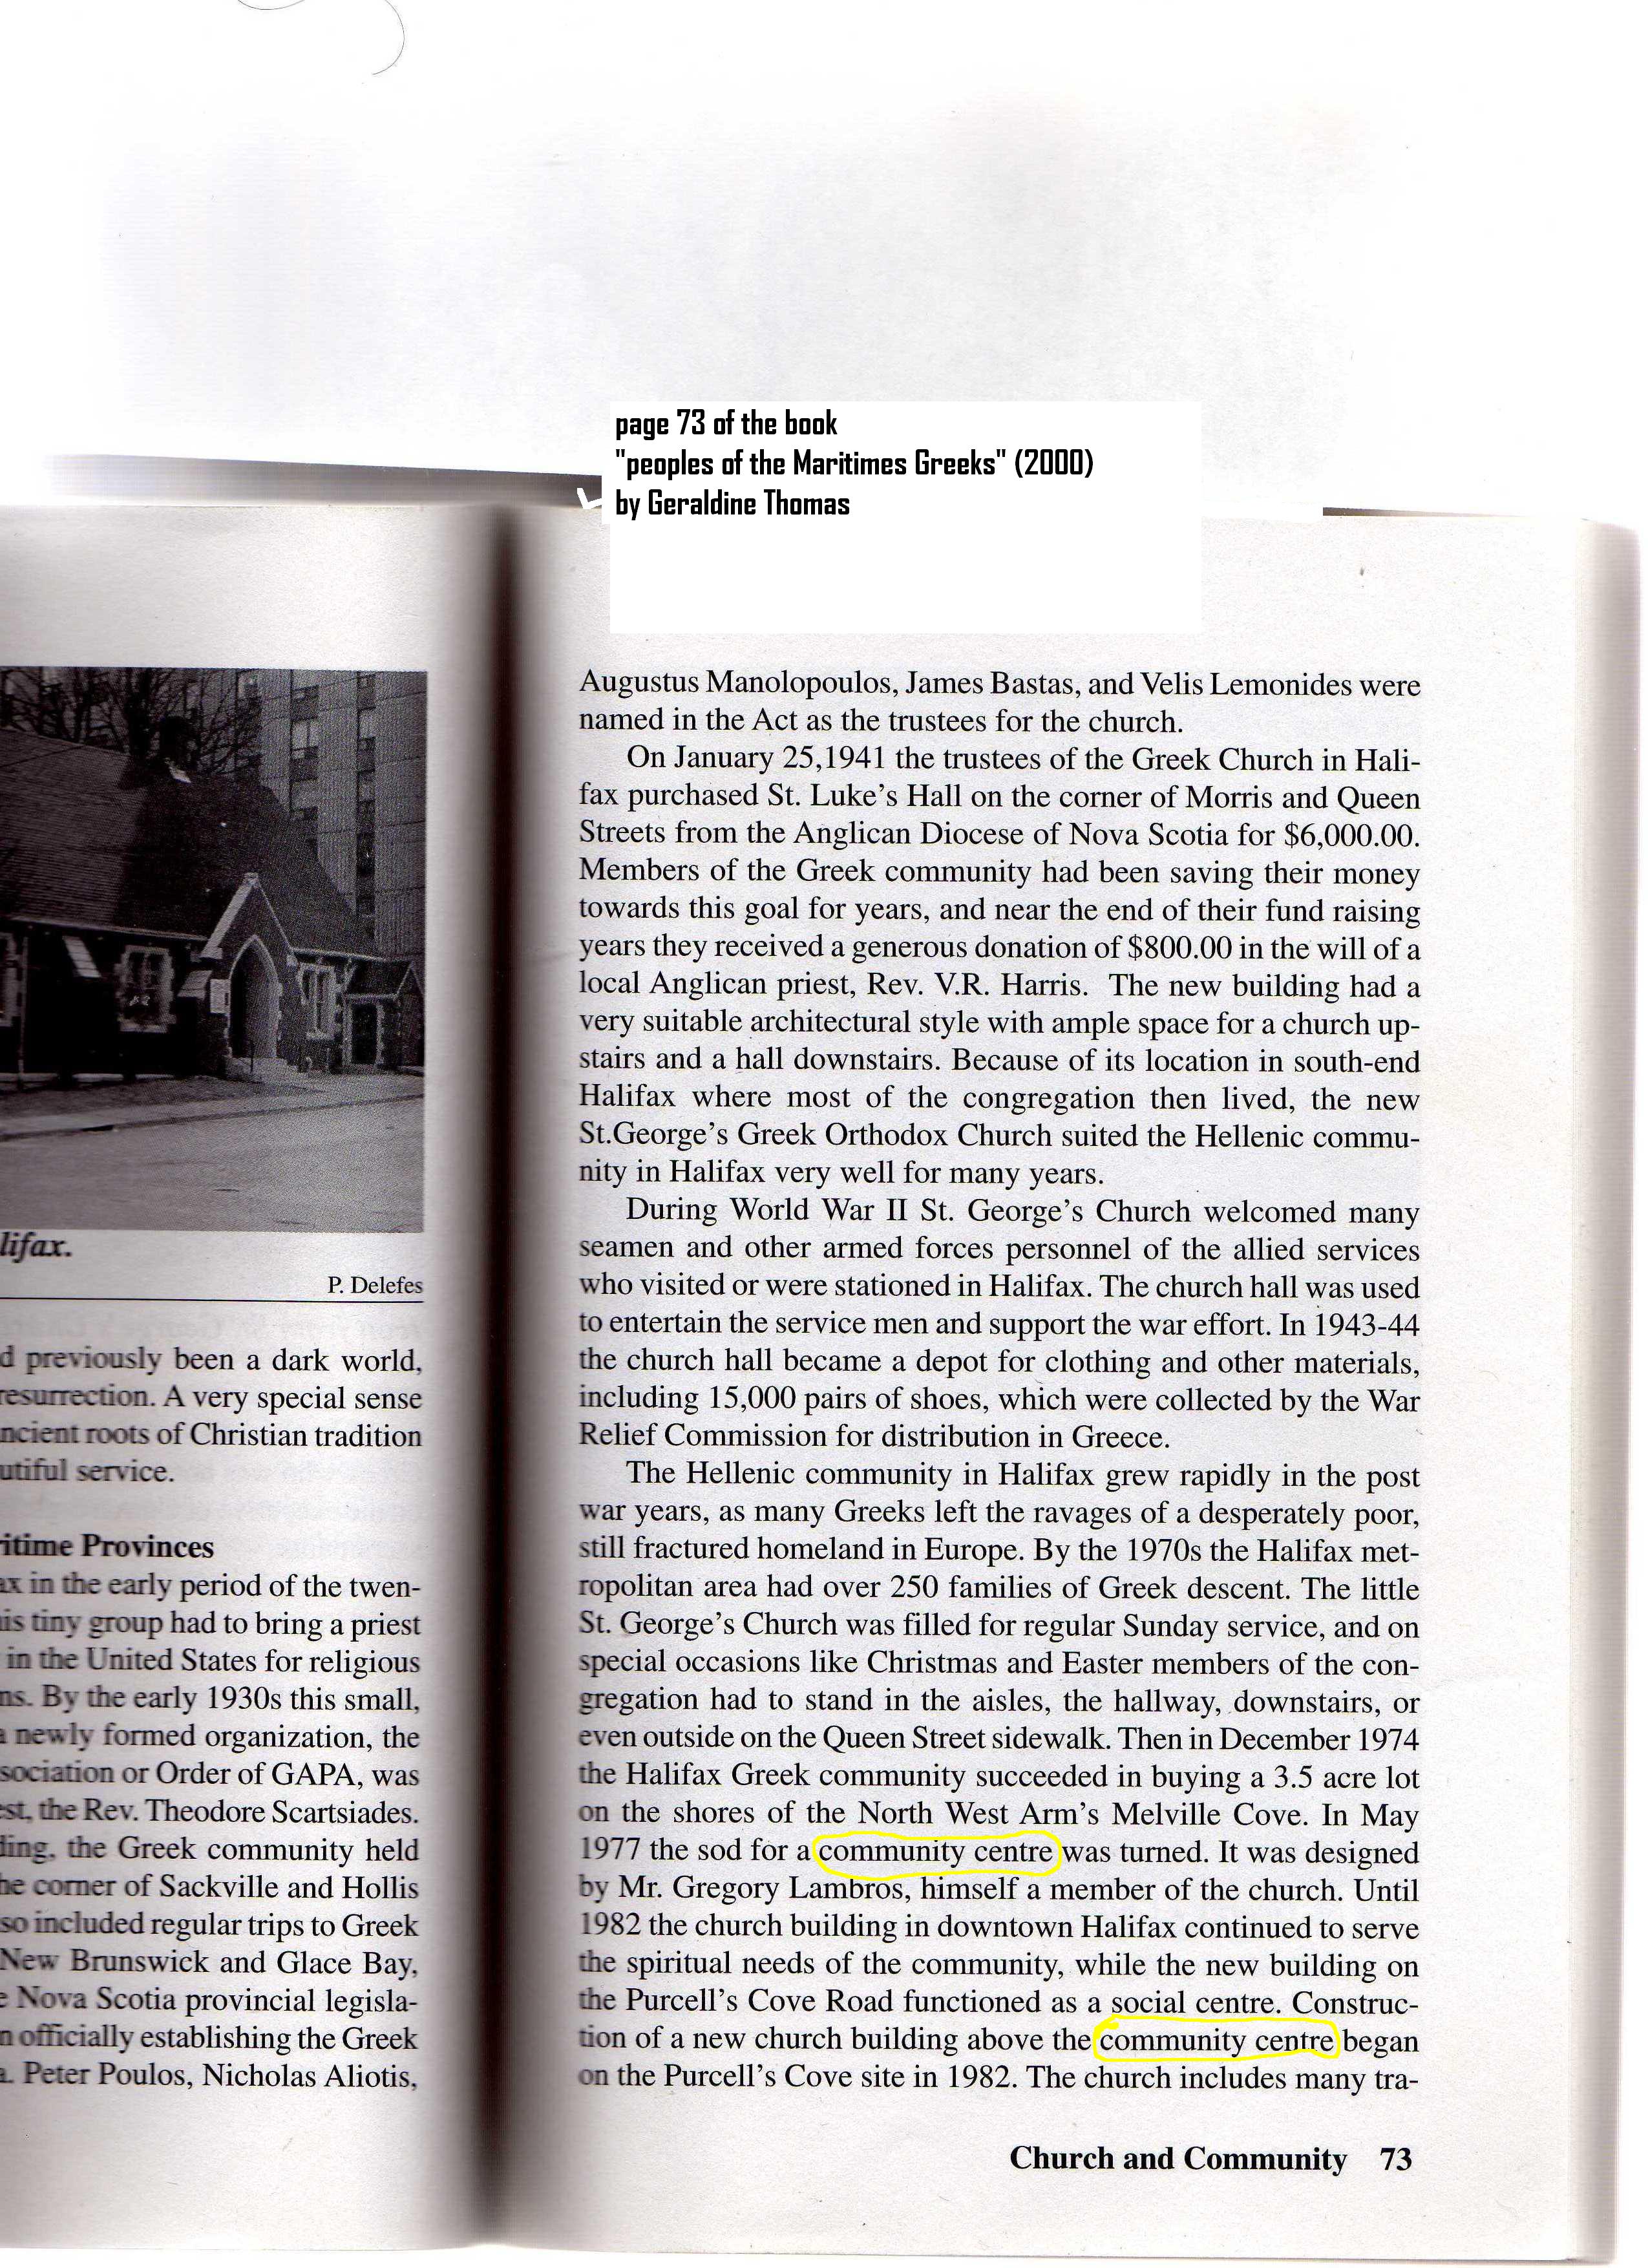 page 73 of the book
"peoples of the Maritimes Greeks" (2000)
by Geraldine Thomas
lifax.
P. Delefes
d previously been a dark world,
resurrection. A very special sense
ncient roots of Christian tradition
utiful service.
ritime Provinces
ax in the early period of the twen-
is tiny group had to bring a priest
in the United States for religious
ns. By the early 1930s this small,
a newly formed organization, the
sociation or Order of GAPA, was
est, the Rev. Theodore Scartsiades.
ding, the Greek community held
he corner of Sackville and Hollis
so included regular trips to Greek
New Brunswick and Glace Bay,
e Nova Scotia provincial legisla-
n officially establishing the Greek
a. Peter Poulos, Nicholas Aliotis,
Augustus Manolopoulos, James Bastas, and Velis Lemonides were
named in the Act as the trustees for the church.
On January 25,1941 the trustees of the Greek Church in Hali-
fax purchased St. Luke's Hall on the corner of Morris and Queen
Streets from the Anglican Diocese of Nova Scotia for $6,000.00.
Members of the Greek community had been saving their money
towards this goal for years, and near the end of their fund raising
years they received a generous donation of $800.00 in the will of a
local Anglican priest, Rev. V.R. Harris. The new building had a
very suitable architectural style with ample space for a church up-
stairs and a hall downstairs. Because of its location in south-end
Halifax where most of the congregation then lived, the new
St.George's Greek Orthodox Church suited the Hellenic commu-
nity in Halifax very well for many years.
During World War II St. George's Church welcomed many
seamen and other armed forces personnel of the allied services
who visited or were stationed in Halifax. The church hall was used
to entertain the service men and support the war effort. In 1943-44
the church hall became a depot for clothing and other materials,
including 15,000 pairs of shoes, which were collected by the War
Relief Commission for distribution in Greece.
The Hellenic community in Halifax grew rapidly in the post
war years, as many Greeks left the ravages of a desperately poor,
still fractured homeland in Europe. By the 1970s the Halifax met-
ropolitan area had over 250 families of Greek descent. The little
St. George's Church was filled for regular Sunday service, and on
special occasions like Christmas and Easter members of the con-
gregation had to stand in the aisles, the hallway, downstairs, or
even outside on the Queen Street sidewalk. Then in December 1974
the Halifax Greek community succeeded in buying a 3.5 acre lot
on the shores of the North West Arm's Melville Cove. In May
1977 the sod for a community centre was turned. It was designed
by Mr. Gregory Lambros, himself a member of the church. Until
1982 the church building in downtown Halifax continued to serve
the spiritual needs of the community, while the new building on
the Purcell's Cove Road functioned as a social centre. Construc-
tion of a new church building above the community centre began
on the Purcell's Cove site in 1982. The church includes many tra-
Church and Community 73